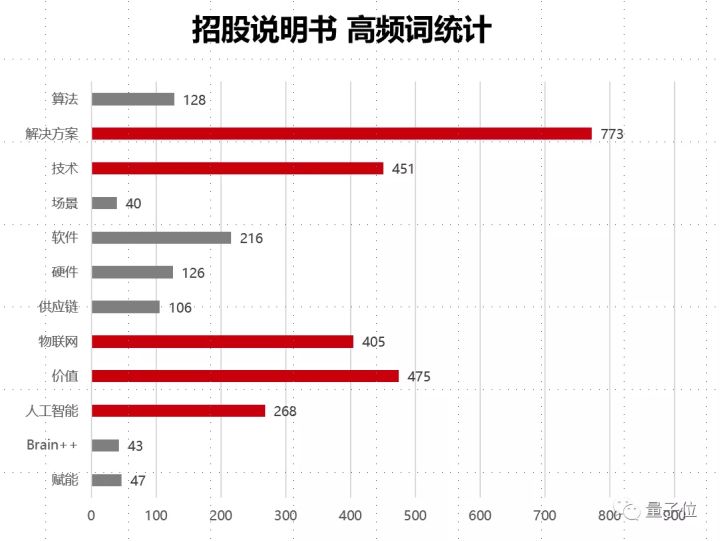 招股说明书 高频词统计
算法 128
解决方案 773
技术 451
场景 40
软件 216
硬件 126
供应链 106
物联网 405
价值 475
人工智能 268
Brain++ 43
赋能 47
0 100 200 300 400 500 600 700 800 900
量子位